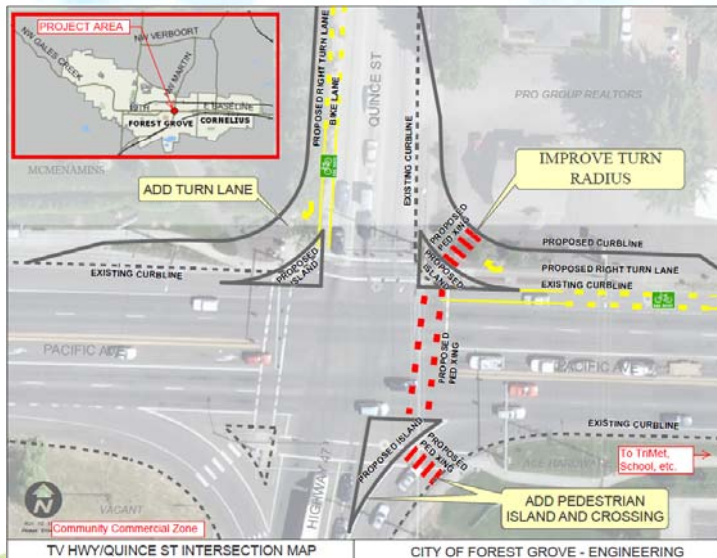 PROJECT AREA
NW VERBOORT
NW GALES CREEK
NW MARTIN
19TH
E BASELINE
FOREST GROVE
CORNELIUS
MCMENAMINS
ADD TURN LANE
PROPOSED RIGHT TURN LANE
BIKE LANE
QUINCE ST
EXISTING CURBLINE
PRO GROUP REALTORS
IMPROVE TURN
RADIUS
PROPOSED
PED XING
PROPOSED CURBLINE
PROPOSED RIGHT TURN LANE
EXISTING CURBLINE
PROPOSED
ISLAND
EXISTING CURBLINE
PROPOSED
ISLAND
PACIFIC AVE
PROPOSED
PED XING
PACIFIC AVE
EXISTING CURBLINE
PROPOSED ISLAND
PROPOSED
PED XING
ACE HARDWARE
To TriMet,
School, etc.
HIGHWAY 47
ADD PEDESTRIAN
ISLAND AND CROSSING
N
VACANT
Community Commercial Zone
TV HWY/QUINCE ST INTERSECTION MAP
CITY OF FOREST GROVE - ENGINEERING